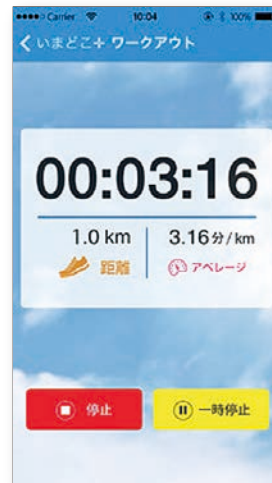 Carrier 10:04 100%
いまどこ+ ワークアウト
00:03:16
1.0 km 3.16分/km
距離 アベレージ
停止 一時停止